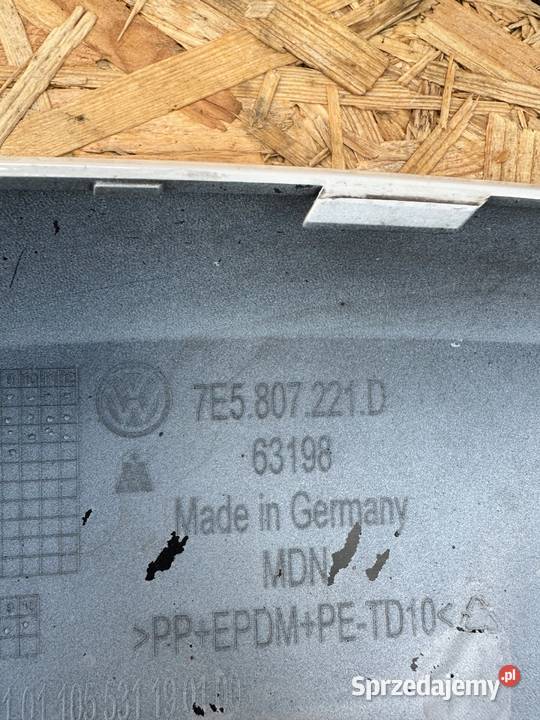 7E5.807.221.D
63198
Made in Germany
MDN
>PP+EPDM+PE-TD10<
Sprzedajemy.pl